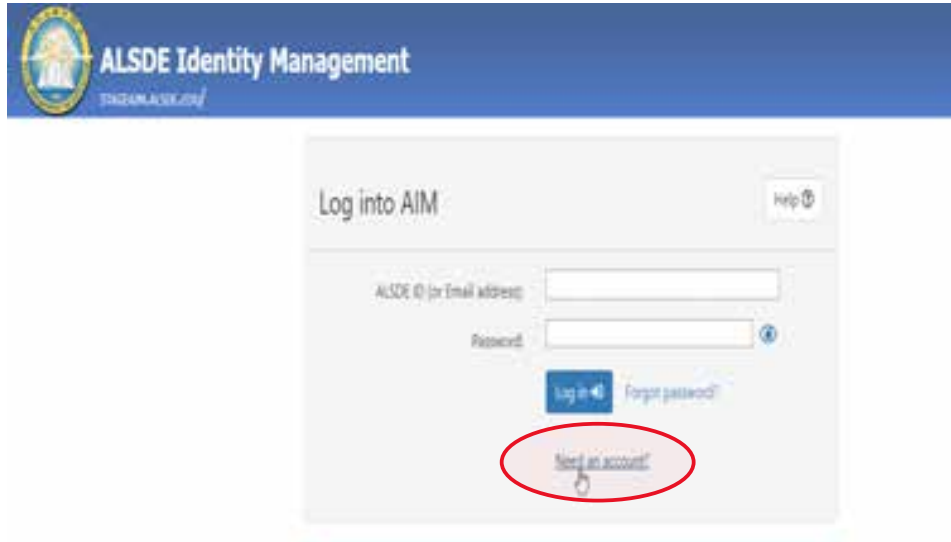 ALSDE Identity Management
Log into AIM
Help
ALSDE ID (or Email address):
Password:
Log in Forgot password?
Need an account?